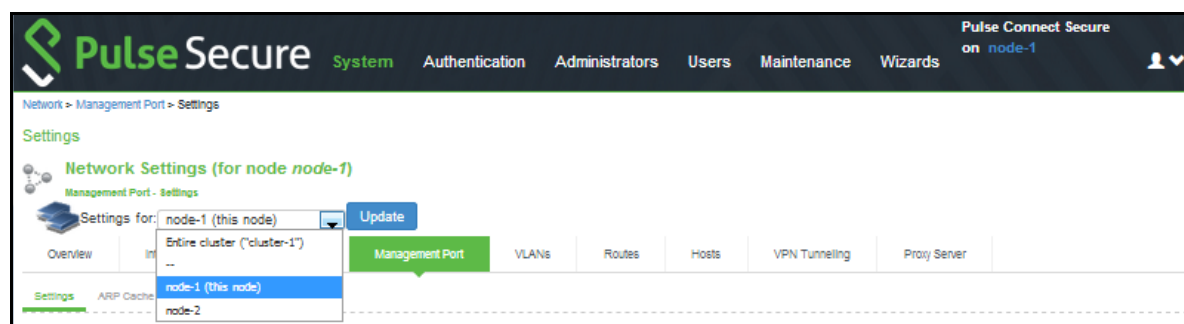 Pulse Secure
System Authentication Administrators Users Maintenance Wizards
Pulse Connect Secure
on node-1
Network > Management Port > Settings
Settings
Network Settings (for node node-1)
Management Port - Settings
Settings for: node-1 (this node) Update
Entire cluster ("cluster-1")
--
node-1 (this node)
node-2
Overview Management Port VLANs Routes Hosts VPN Tunneling Proxy Server
Settings ARP Cache